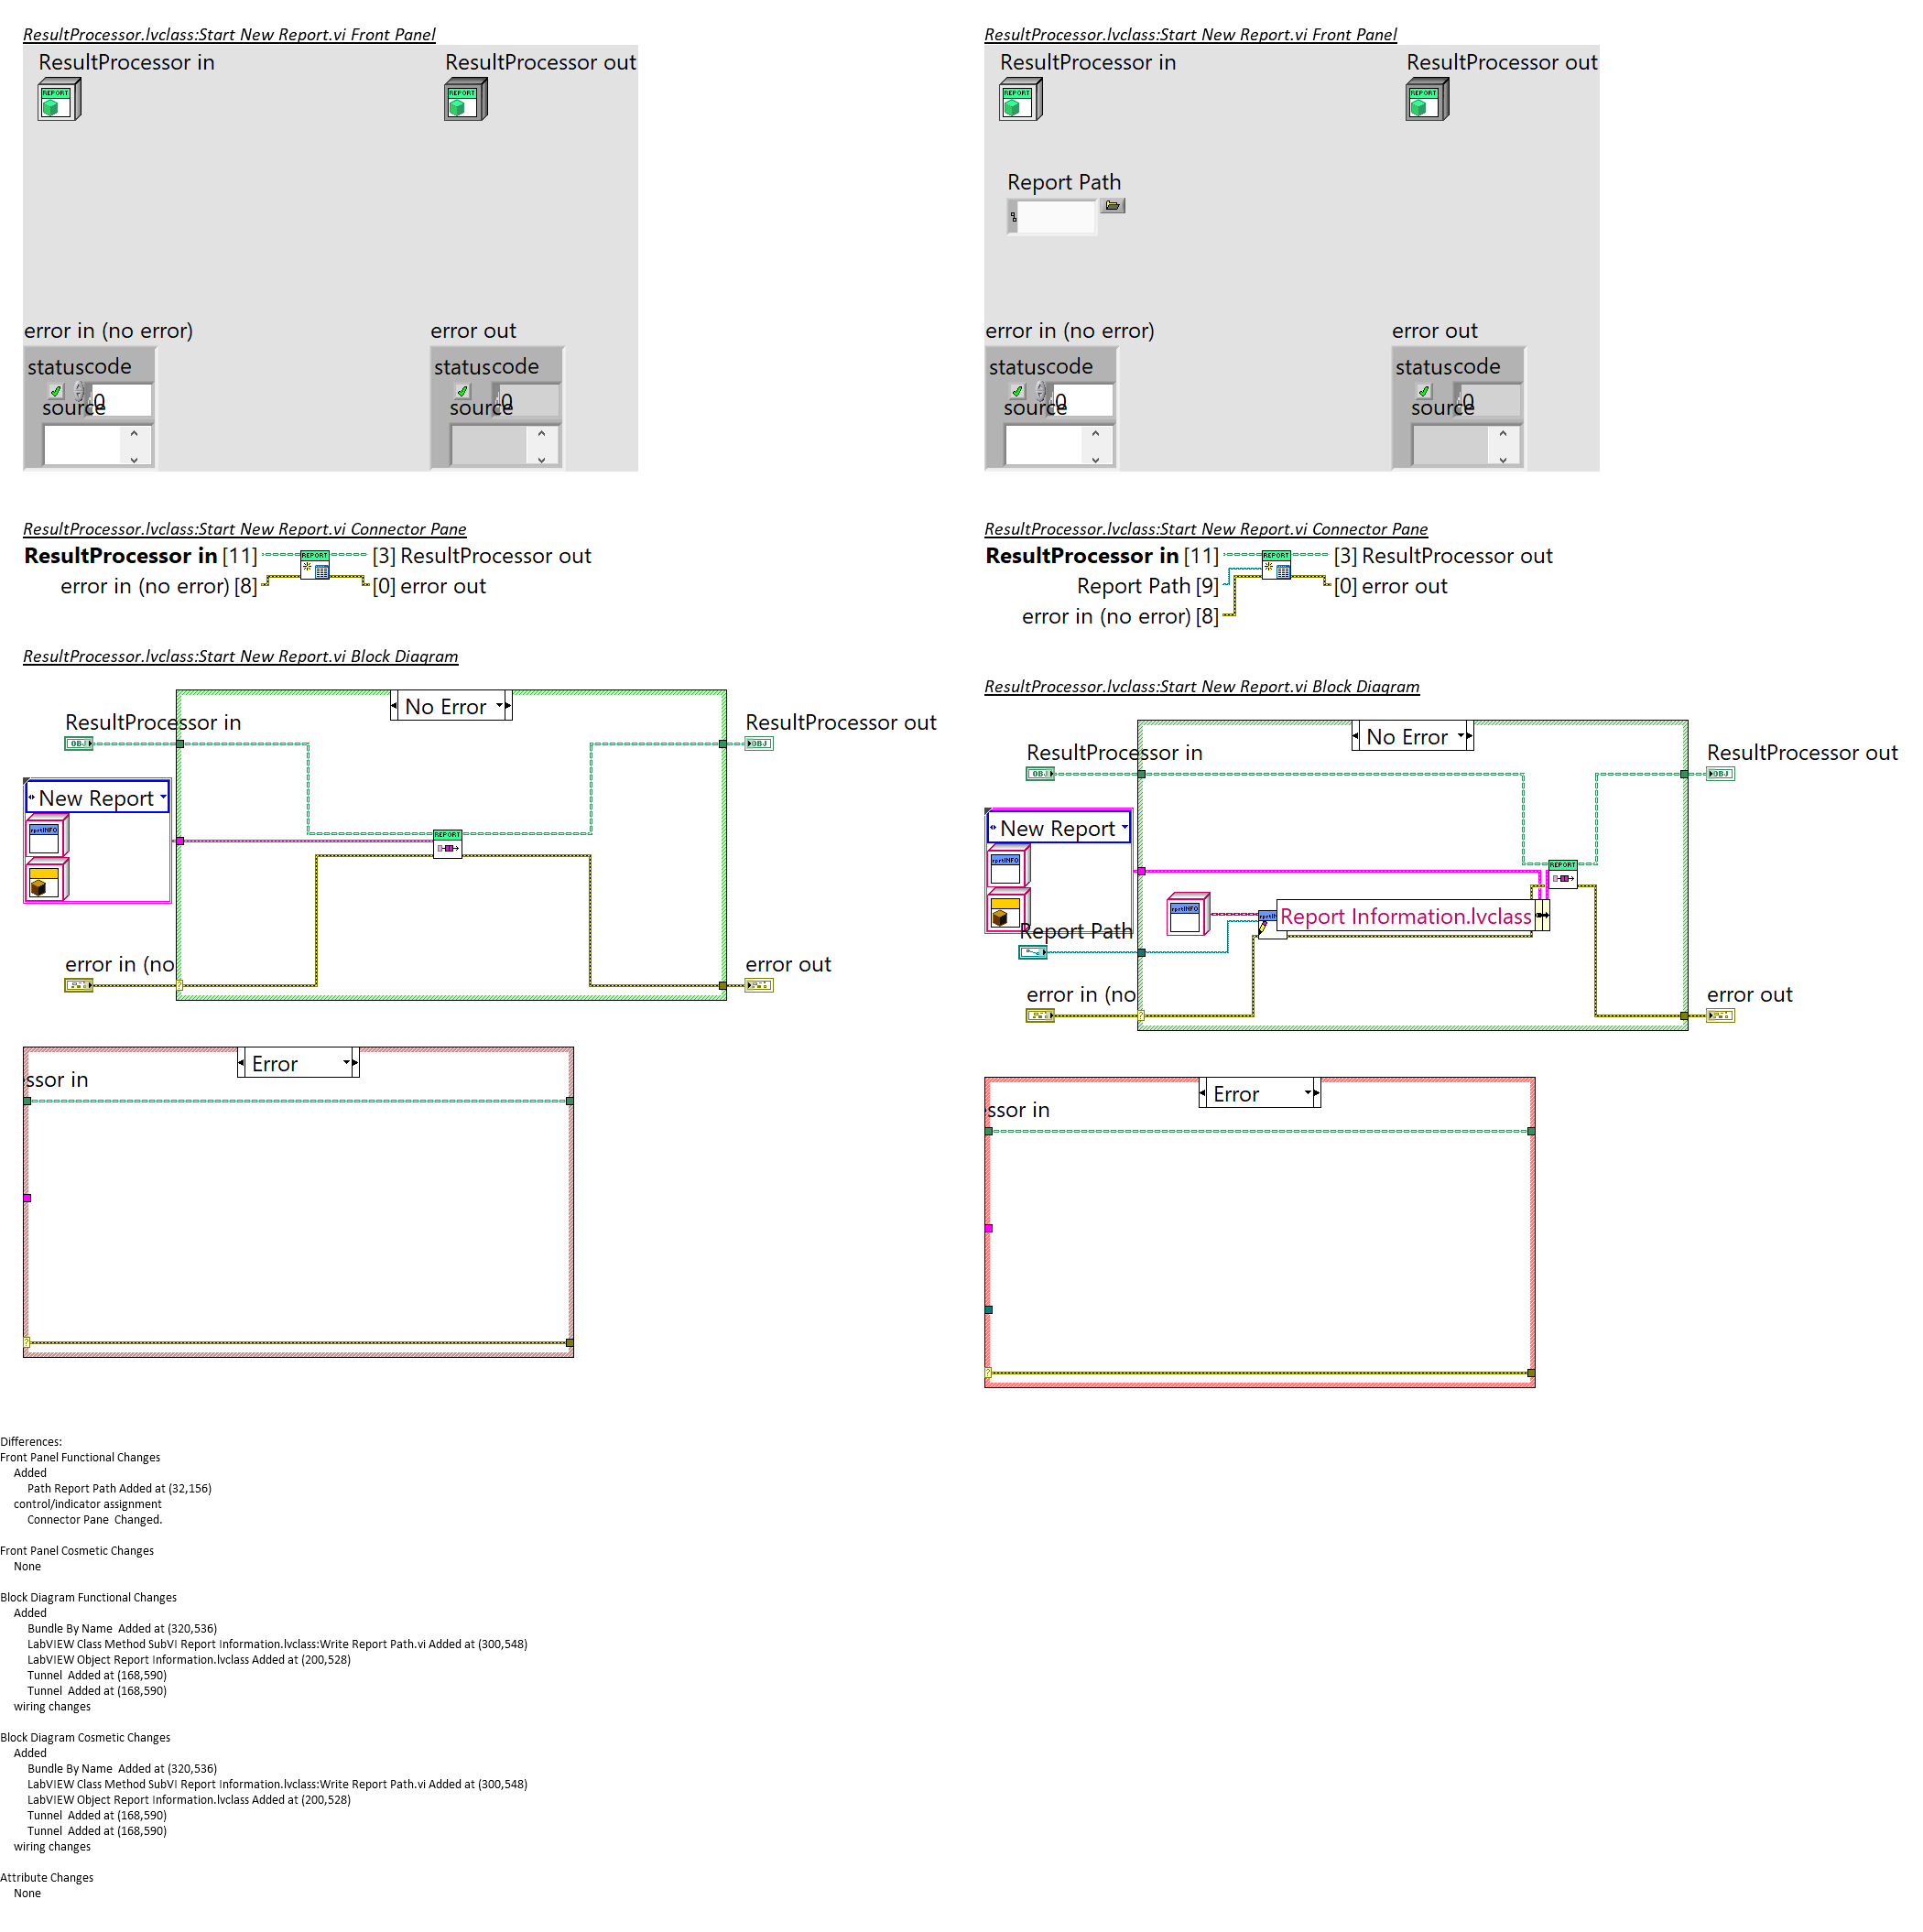 ResultProcessor.lvclass:Start New Report.vi Front Panel
ResultProcessor in
ResultProcessor out
REPORT
REPORT
error in (no error)
error out
status code
0
source
status code
0
source
ResultProcessor.lvclass:Start New Report.vi Connector Pane
ResultProcessor in [11]
REPORT
[3] ResultProcessor out
error in (no error) [8]
[0] error out
ResultProcessor.lvclass:Start New Report.vi Block Diagram
No Error
ResultProcessor in
ResultProcessor out
OBJ
OBJ
New Report
rprtINFO
REPORT
error in (no
error out
?
Error
ssor in
?
ResultProcessor.lvclass:Start New Report.vi Front Panel
ResultProcessor in
ResultProcessor out
REPORT
REPORT
Report Path
error in (no error)
error out
status code
0
source
status code
0
source
ResultProcessor.lvclass:Start New Report.vi Connector Pane
ResultProcessor in [11]
REPORT
[3] ResultProcessor out
Report Path [9]
[0] error out
error in (no error) [8]
ResultProcessor.lvclass:Start New Report.vi Block Diagram
No Error
ResultProcessor in
ResultProcessor out
OBJ
OBJ
New Report
rprtINFO
REPORT
rprtINFO
Report Information.lvclass
Report Path
error in (no
error out
?
Error
ssor in
?
Differences:
Front Panel Functional Changes
Added
Path Report Path Added at (32,156)
control/indicator assignment
Connector Pane  Changed.
Front Panel Cosmetic Changes
None
Block Diagram Functional Changes
Added
Bundle By Name  Added at (320,536)
LabVIEW Class Method SubVI Report Information.lvclass:Write Report Path.vi Added at (300,548)
LabVIEW Object Report Information.lvclass Added at (200,528)
Tunnel  Added at (168,590)
Tunnel  Added at (168,590)
wiring changes
Block Diagram Cosmetic Changes
Added
Bundle By Name  Added at (320,536)
LabVIEW Class Method SubVI Report Information.lvclass:Write Report Path.vi Added at (300,548)
LabVIEW Object Report Information.lvclass Added at (200,528)
Tunnel  Added at (168,590)
Tunnel  Added at (168,590)
wiring changes
Attribute Changes
None